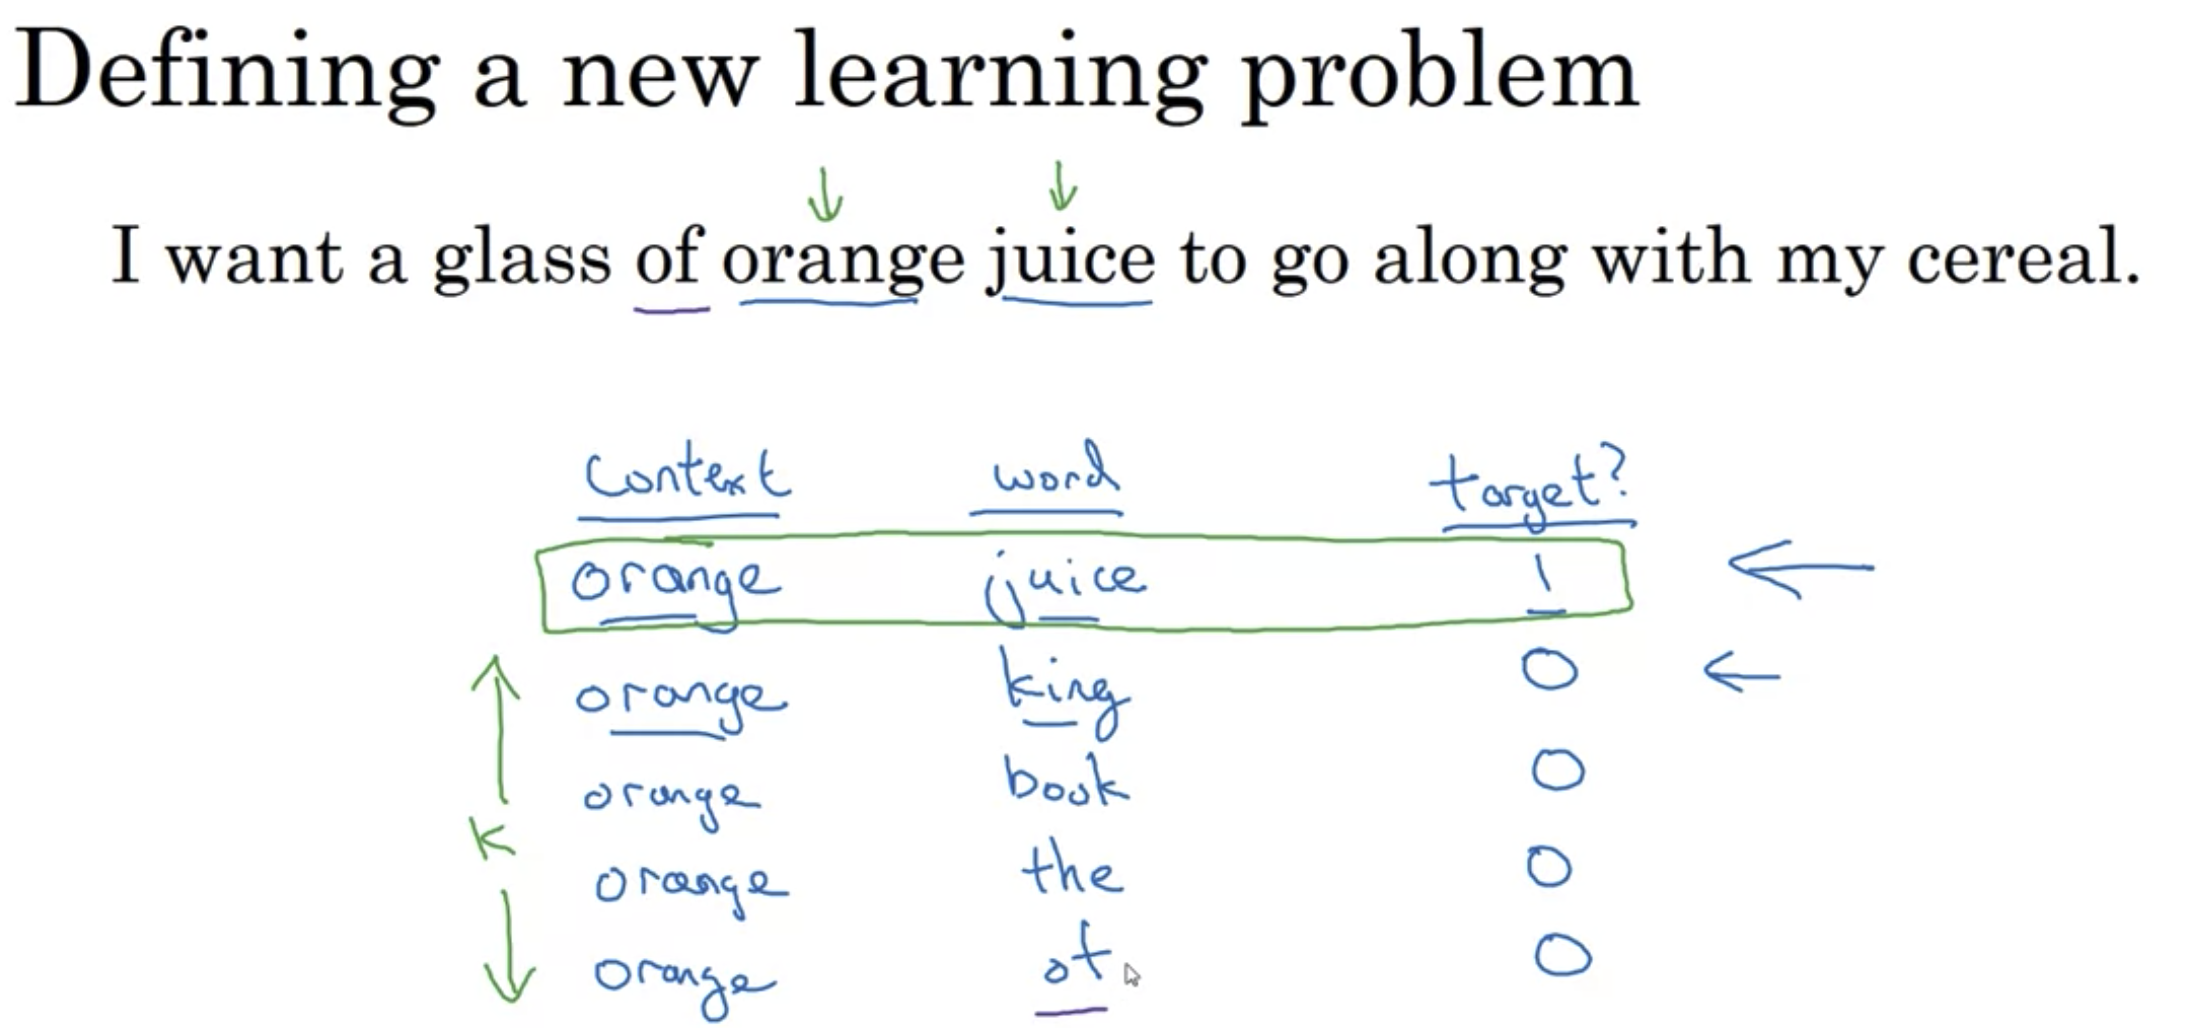 Defining a new learning problem
I want a glass of orange juice to go along with my cereal.
Context word target?
orange juice 1
orange king 0
orange book 0
K
orange the 0
orange of 0